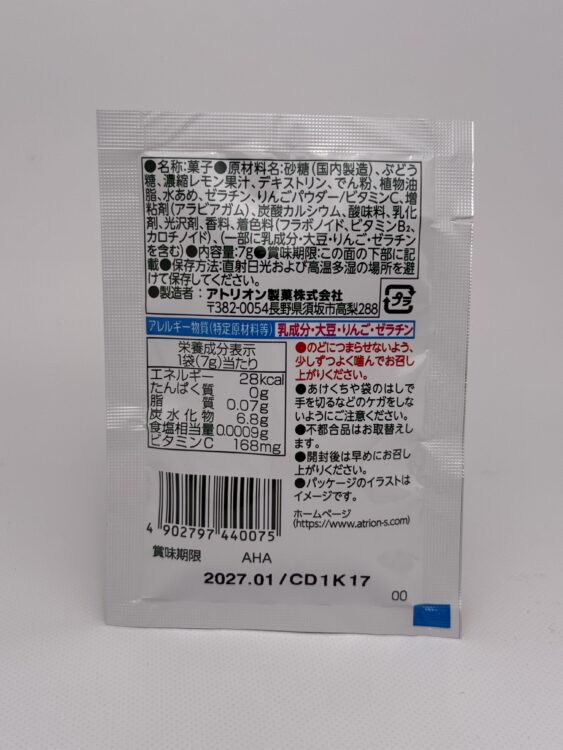 ●名称:菓子●原材料名:砂糖(国内製造)、ぶどう
糖、濃縮レモン果汁、デキストリン、でん粉、植物油
脂、水あめ、ゼラチン、りんごパウダー/ビタミンC、増
粘剤(アラビアガム)、炭酸カルシウム、酸味料、乳化
剤、光沢剤、香料、着色料(フラボノイド、ビタミンB₂、
カロチノイド)、(一部に乳成分・大豆・りんご・ゼラチン
を含む)●内容量:7g●賞味期限:この面の下部に記
載●保存方法:直射日光および高温多湿の場所を避
けて保存してください。
●製造者:アトリオン製菓株式会社
〒382-0054長野県須坂市高梨288
プラ
アレルギー物質(特定原材料等) 乳成分・大豆・りんご・ゼラチン
栄養成分表示
1袋(7g)当たり
エネルギー 28kcal
たんぱく質 0g
脂質 0.07g
炭水化物 6.8g
食塩相当量 0.0009g
ビタミンC 168mg
●のどにつまらせないよう、
少しずつよく噛んでお召し
上がりください。
●あけくちや袋のはしで
手を切るなどのケガをしな
いようにご注意ください。
●不都合品はお取替えし
ます。
●開封後は早めにお召し
上がりください。
●パッケージのイラストは
イメージです。
ホームページ
(https://www.atrion-s.com)
4 902797 440075
賞味期限 AHA
2027.01/CD1K17
00